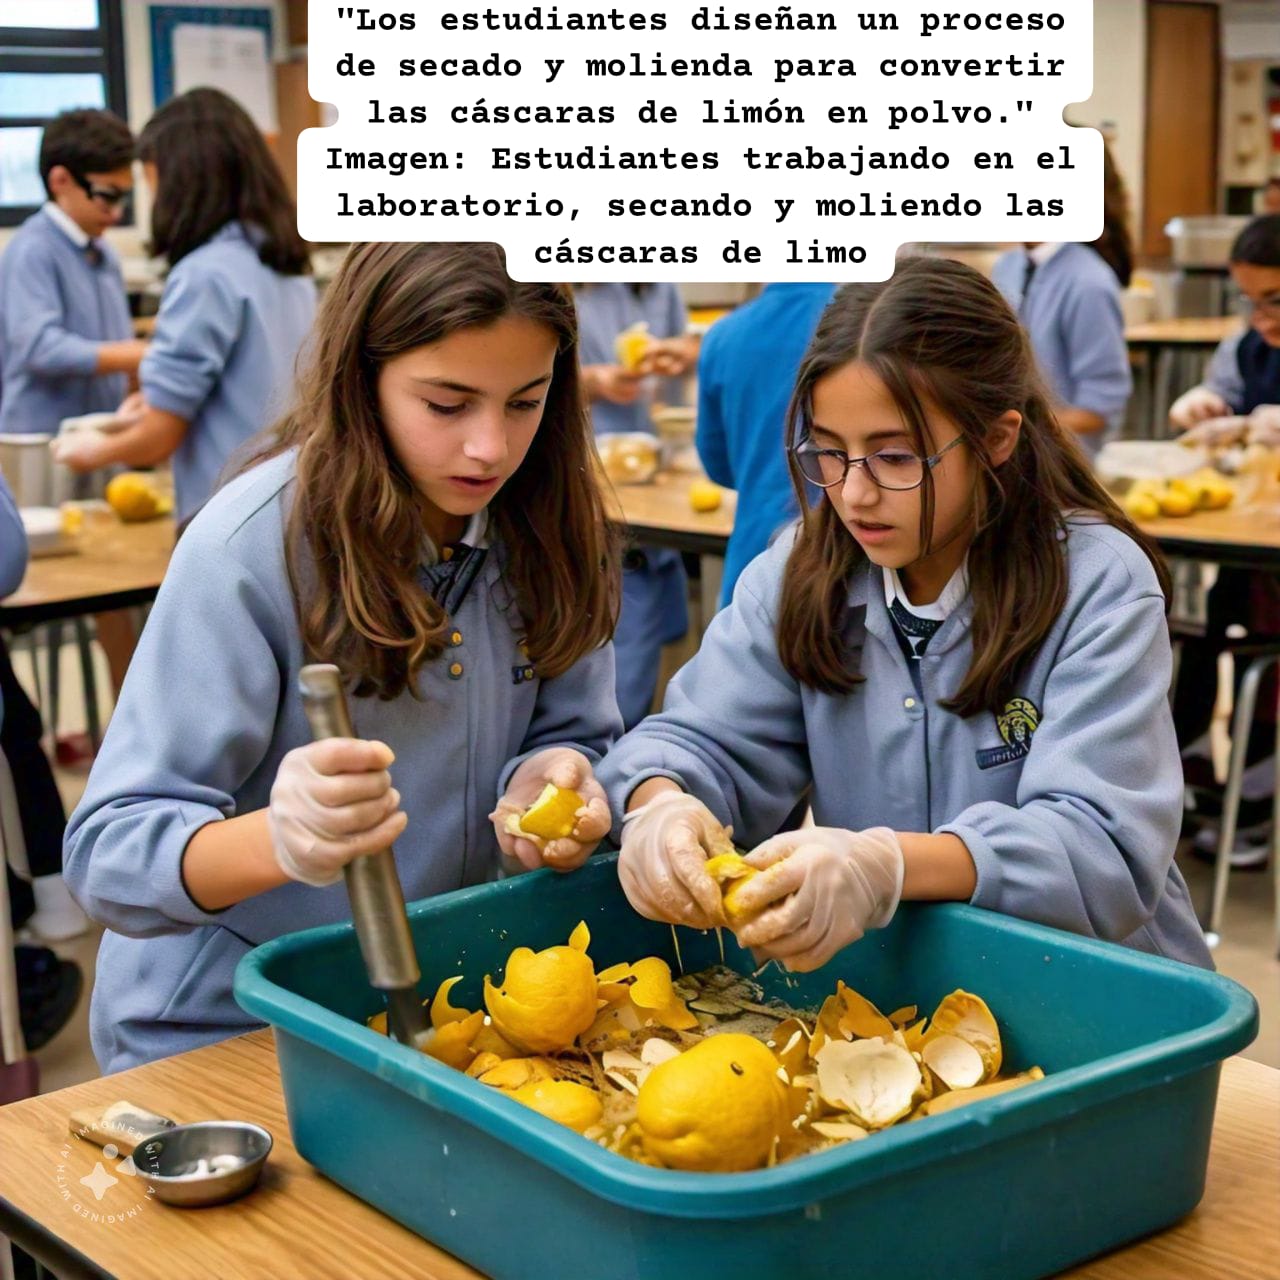 "Los estudiantes diseñan un proceso
de secado y molienda para convertir
las cáscaras de limón en polvo."
Imagen: Estudiantes trabajando en el
laboratorio, secando y moliendo las
cáscaras de limo
IMAGINED WITH AI IMAGINED WITH AI